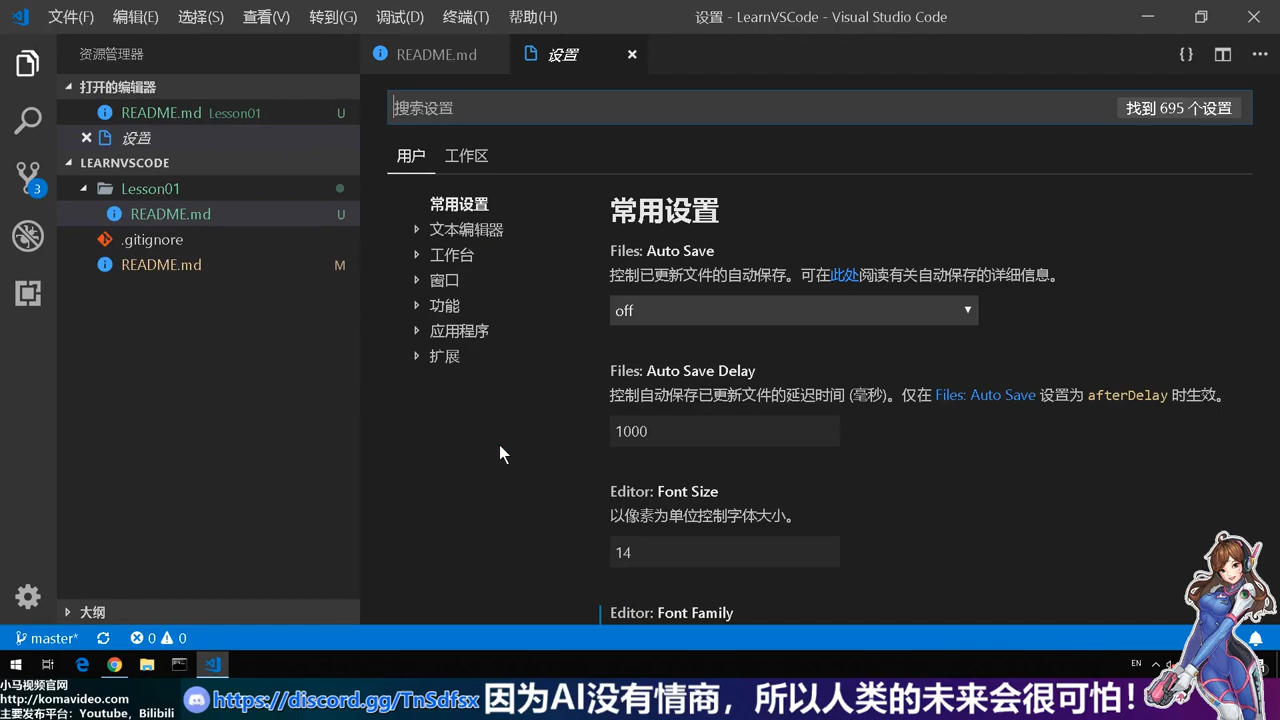 文件(F) 编辑(E) 选择(S) 查看(V) 转到(G) 调试(D) 终端(T) 帮助(H) 设置 - LearnVSCode - Visual Studio Code
资源管理器
README.md 设置
打开的编辑器
README.md Lesson01 U
设置
LEARNVSCODE
Lesson01
README.md U
.gitignore
README.md M
大纲
3
搜索设置 找到 695 个设置
用户 工作区
常用设置
文本编辑器
工作台
窗口
功能
应用程序
扩展
常用设置
Files: Auto Save
控制已更新文件的自动保存。可在此处阅读有关自动保存的详细信息。
off
Files: Auto Save Delay
控制自动保存已更新文件的延迟时间 (毫秒)。仅在 Files: Auto Save 设置为 afterDelay 时生效。
1000
Editor: Font Size
以像素为单位控制字体大小。
14
Editor: Font Family
master* 0 0
EN
小马视频官网
http://komavideo.com
主要发布平台: Youtube, Bilibili
https://discord.gg/TnSdfsx 因为AI没有情商，所以人类的未来会很可怕！